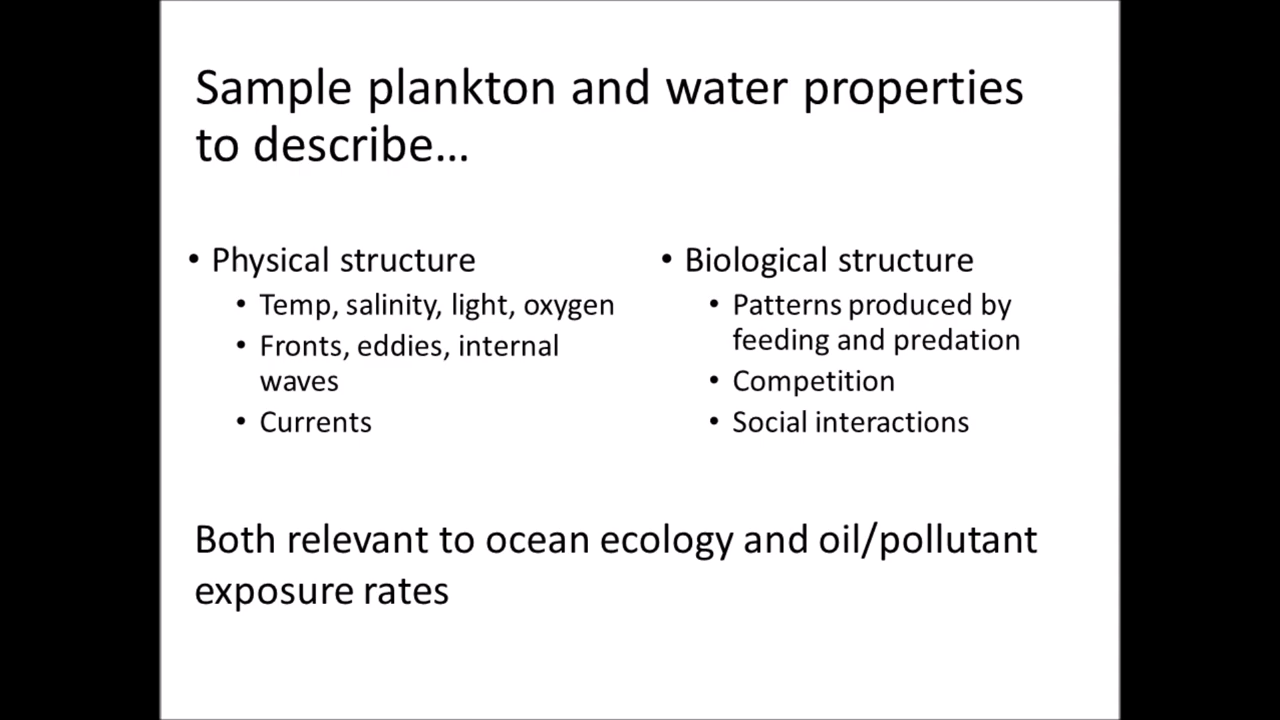 Sample plankton and water properties
to describe…
• Physical structure
• Temp, salinity, light, oxygen
• Fronts, eddies, internal
waves
• Currents
• Biological structure
• Patterns produced by
feeding and predation
• Competition
• Social interactions
Both relevant to ocean ecology and oil/pollutant
exposure rates